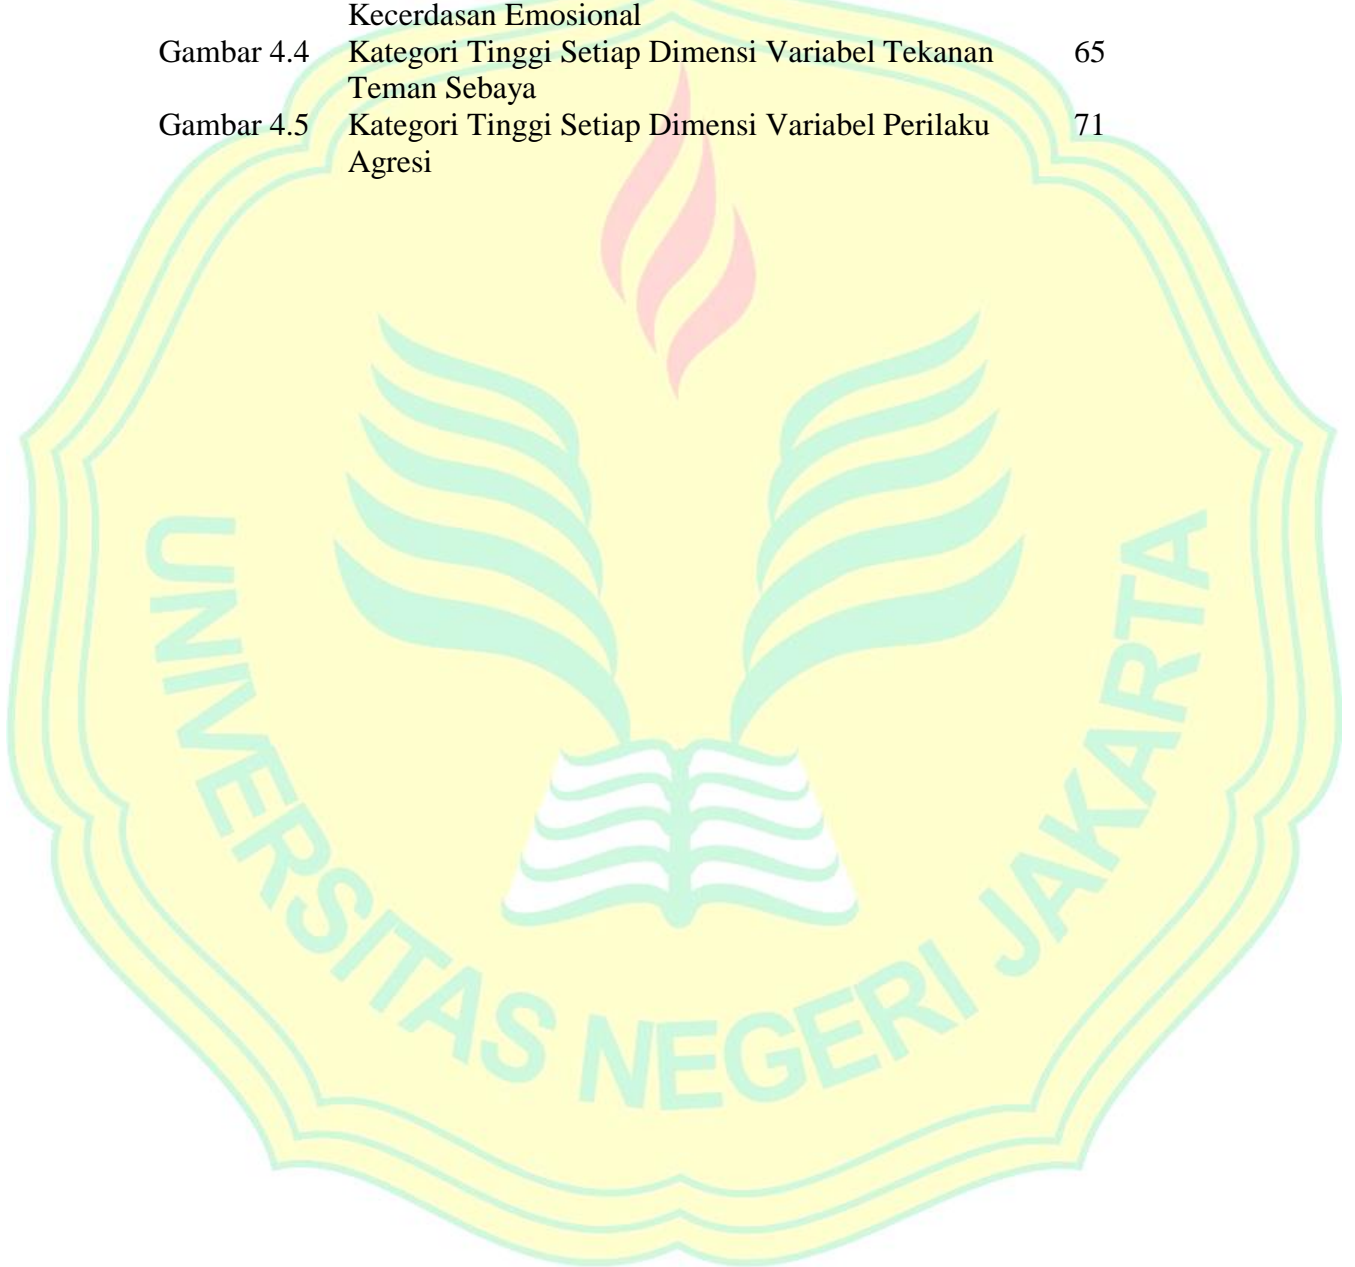 Kecerdasan Emosional
Gambar 4.4 Kategori Tinggi Setiap Dimensi Variabel Tekanan 65
Teman Sebaya
Gambar 4.5 Kategori Tinggi Setiap Dimensi Variabel Perilaku 71
Agresi
UNIVERSITAS NEGERI JAKARTA